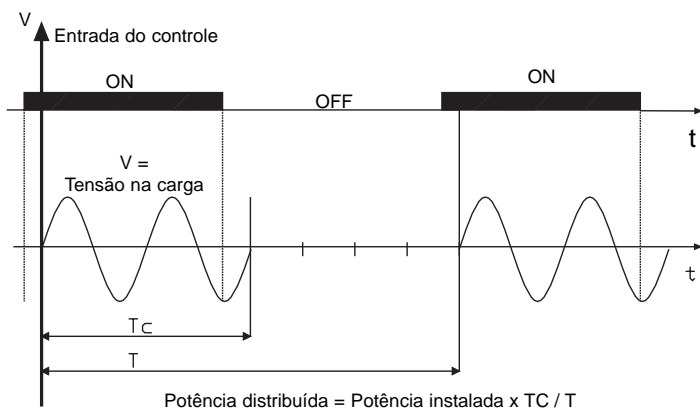 V
Entrada do controle
ON
ON
OFF
t
V =
Tensão na carga
t
Tc
T
Potência distribuída = Potência instalada x TC / T